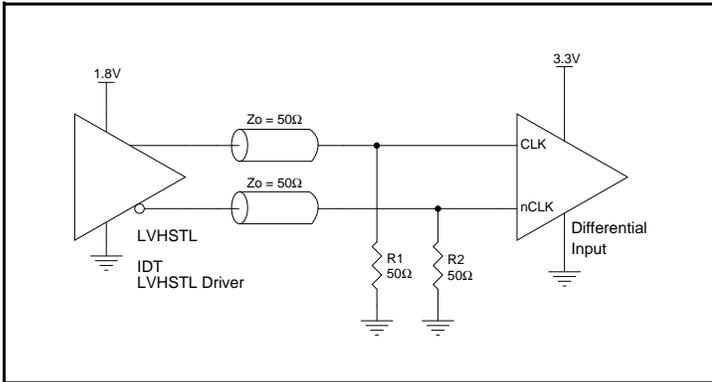 1.8V
3.3V
Zo = 50Ω
CLK
Zo = 50Ω
nCLK
LVHSTL
IDT
LVHSTL Driver
R1
50Ω
R2
50Ω
Differential
Input